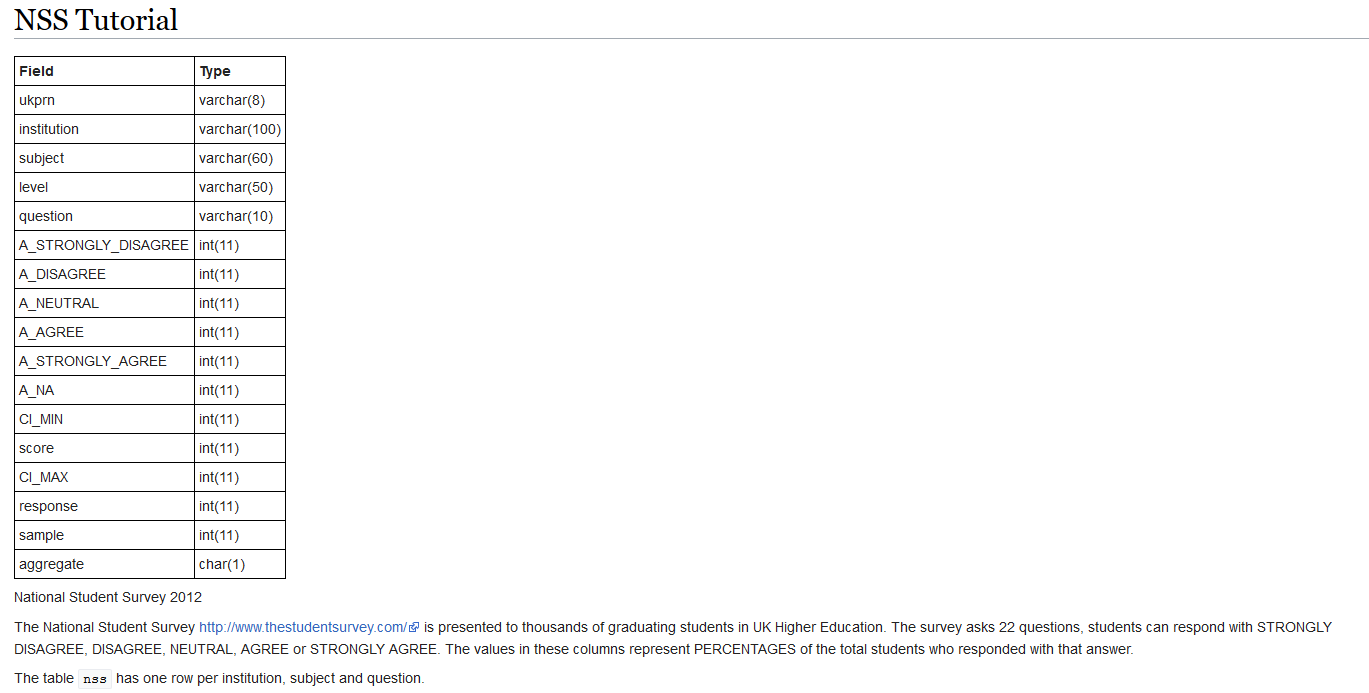 NSS Tutorial
Field Type
ukprn varchar(8)
institution varchar(100)
subject varchar(60)
level varchar(50)
question varchar(10)
A_STRONGLY_DISAGREE int(11)
A_DISAGREE int(11)
A_NEUTRAL int(11)
A_AGREE int(11)
A_STRONGLY_AGREE int(11)
A_NA int(11)
CI_MIN int(11)
score int(11)
CI_MAX int(11)
response int(11)
sample int(11)
aggregate char(1)
National Student Survey 2012
The National Student Survey http://www.thestudentsurvey.com/ is presented to thousands of graduating students in UK Higher Education. The survey asks 22 questions, students can respond with STRONGLY
DISAGREE, DISAGREE, NEUTRAL, AGREE or STRONGLY AGREE. The values in these columns represent PERCENTAGES of the total students who responded with that answer.
The table nss has one row per institution, subject and question.